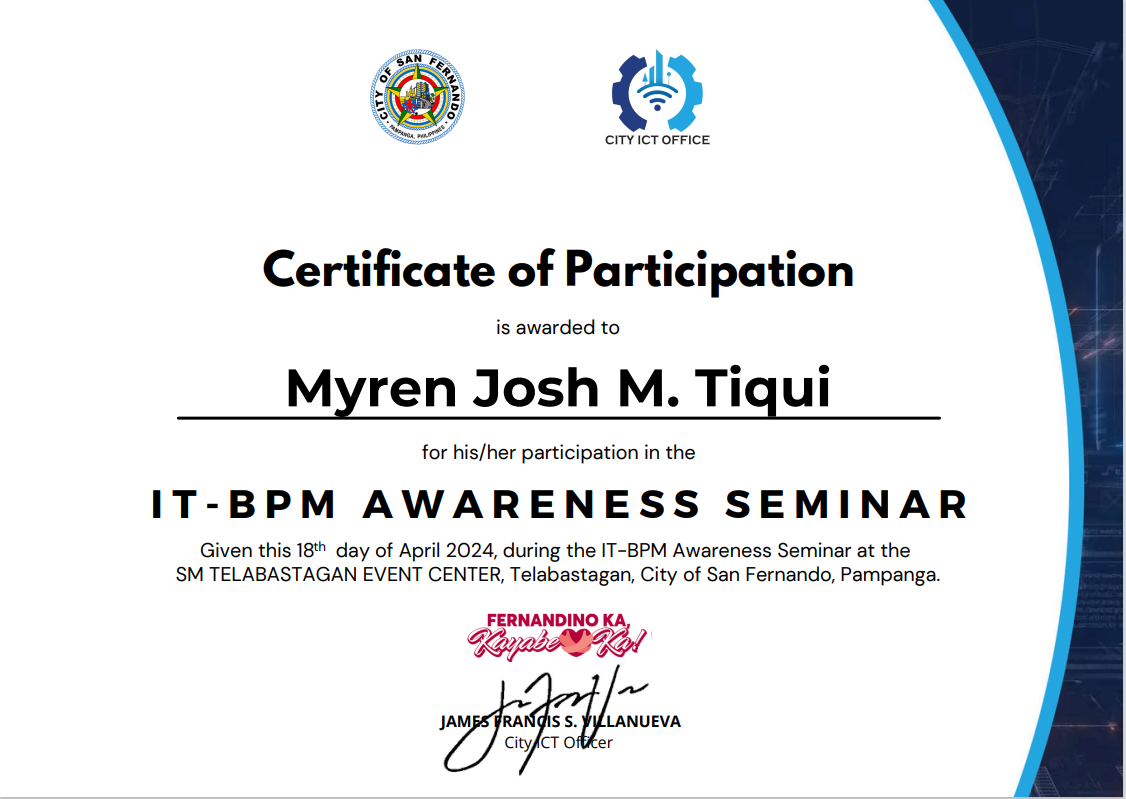 CITY OF SAN FERNANDO
PAMPANGA, PHILIPPINES
CITY ICT OFFICE
Certificate of Participation
is awarded to
Myren Josh M. Tiqui
for his/her participation in the
IT-BPM AWARENESS SEMINAR
Given this 18th day of April 2024, during the IT-BPM Awareness Seminar at the
SM TELABASTAGAN EVENT CENTER, Telabastagan, City of San Fernando, Pampanga.
FERNANDINO KA,
Kayabe Ka!
JAMES FRANCIS S. VILLANUEVA
City ICT Officer